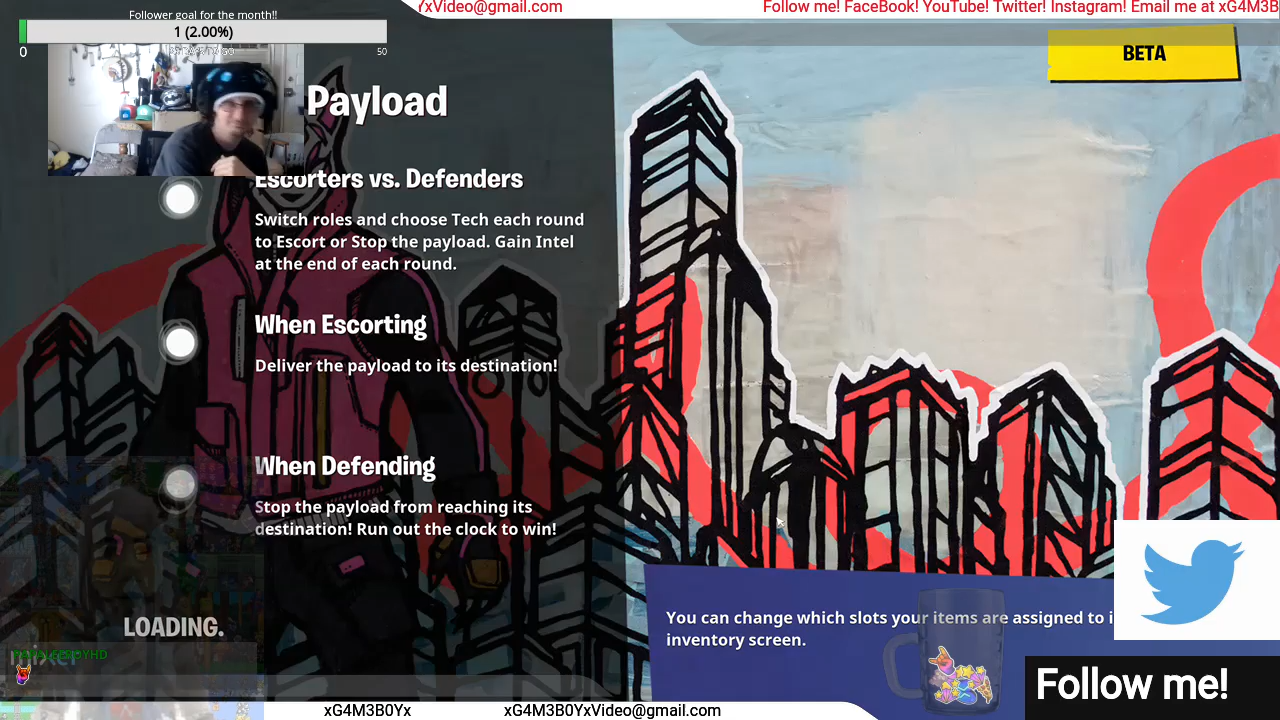 YxVideo@gmail.com
Follow me! FaceBook! YouTube! Twitter! Instagram! Email me at xG4M3B
Follower goal for the month!!
1 (2.00%)
0
50
BETA
Payload
Escorters vs. Defenders
Switch roles and choose Tech each round
to Escort or Stop the payload. Gain Intel
at the end of each round.
When Escorting
Deliver the payload to its destination!
When Defending
Stop the payload from reaching its
destination! Run out the clock to win!
LOADING.
mixer
You can change which slots your items are assigned to i
inventory screen.
Follow me!
xG4M3B0Yx
xG4M3B0YxVideo@gmail.com